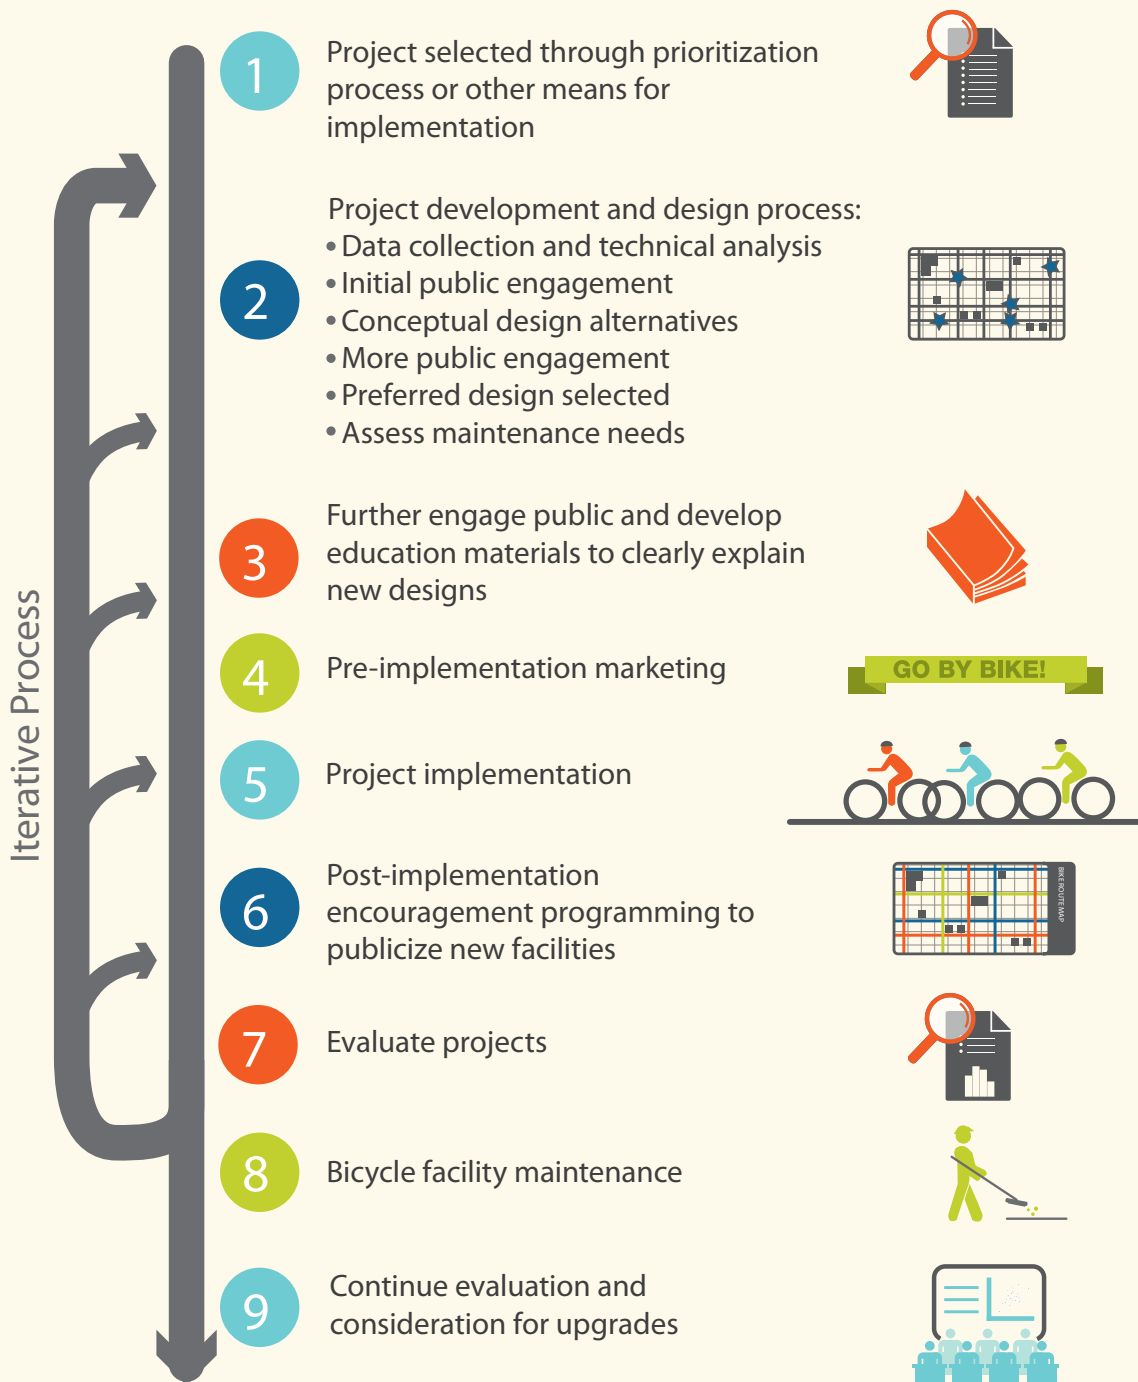 1
Project selected through prioritization
process or other means for
implementation
2
Project development and design process:
• Data collection and technical analysis
• Initial public engagement
• Conceptual design alternatives
• More public engagement
• Preferred design selected
• Assess maintenance needs
3
Further engage public and develop
education materials to clearly explain
new designs
4
Pre-implementation marketing
GO BY BIKE!
5
Project implementation
6
Post-implementation
encouragement programming to
publicize new facilities
BIKE ROUTE MAP
7
Evaluate projects
8
Bicycle facility maintenance
9
Continue evaluation and
consideration for upgrades
Iterative Process